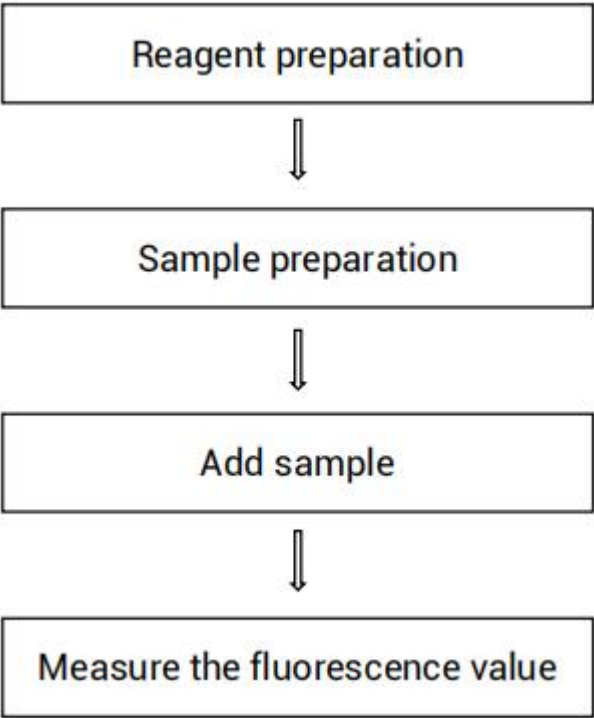 Reagent preparation
Sample preparation
Add sample
Measure the fluorescence value